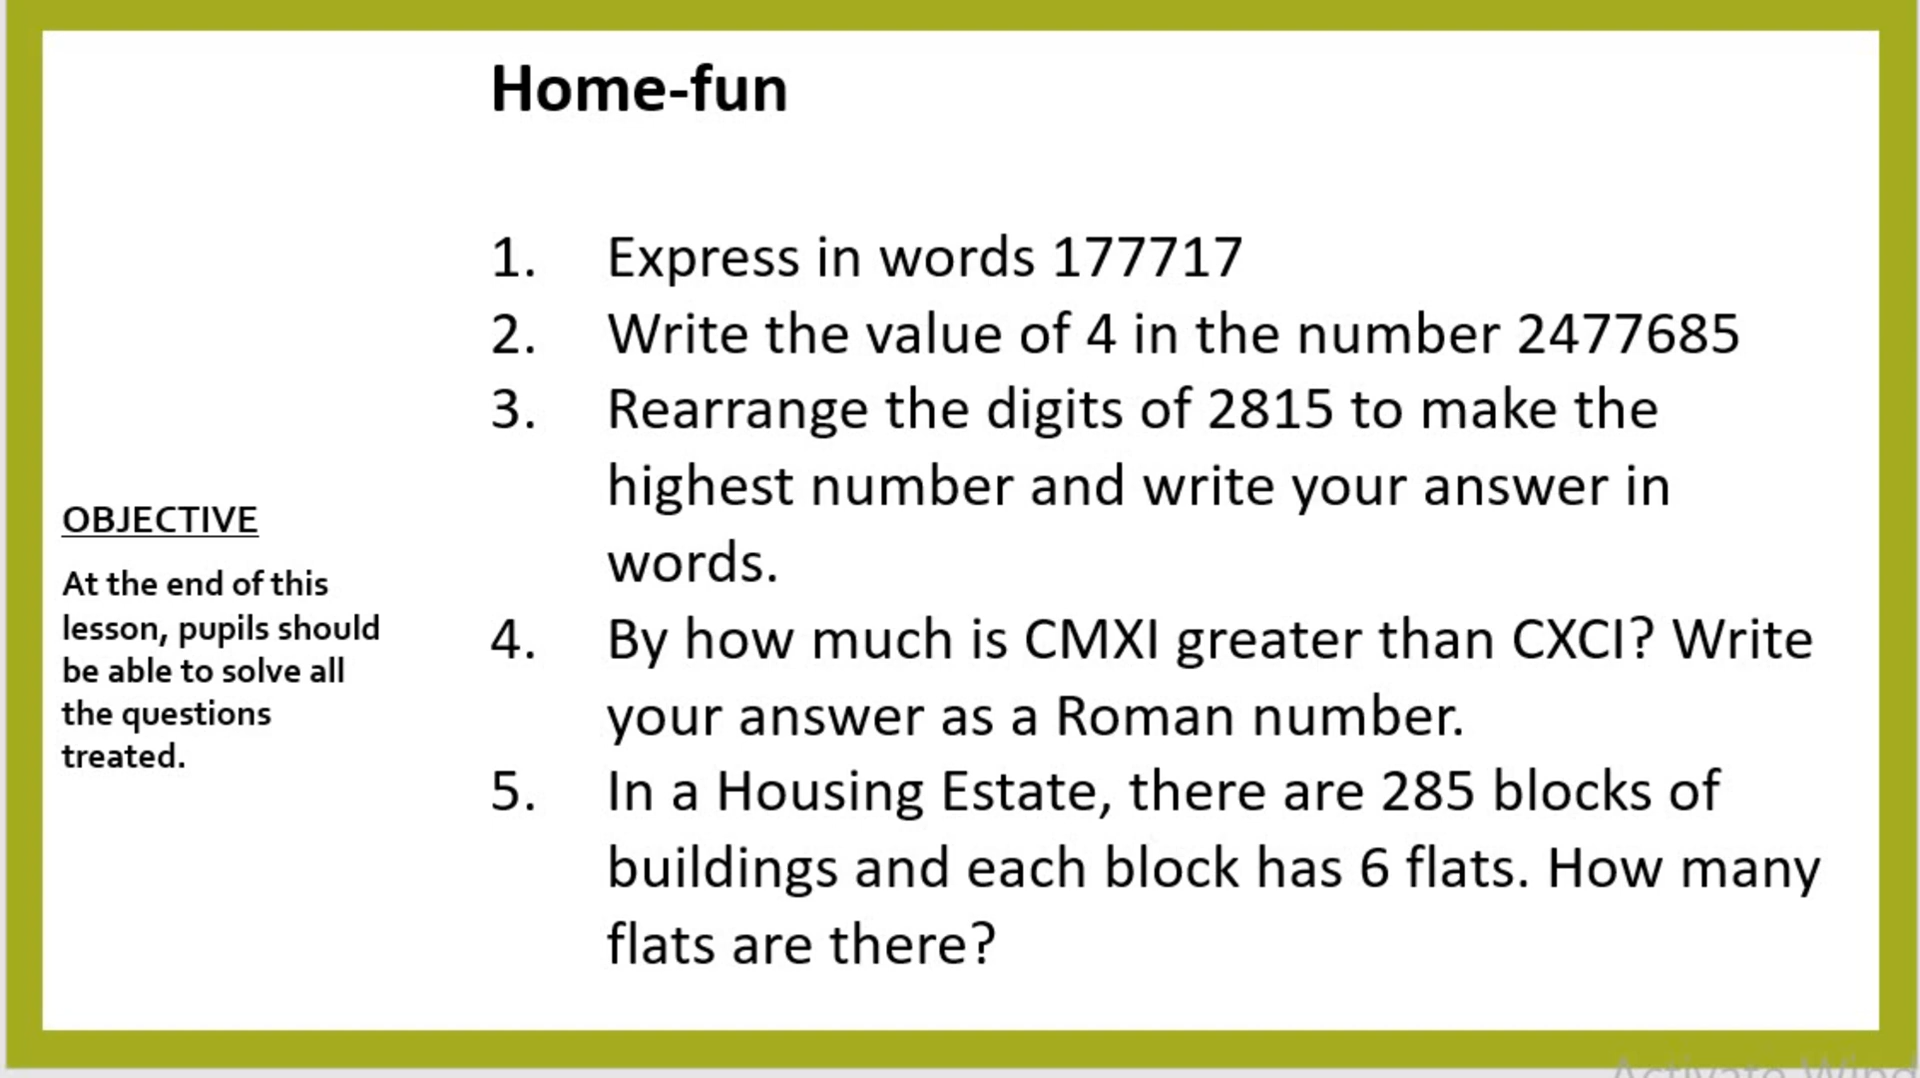 Home-fun
1. Express in words 177717
2. Write the value of 4 in the number 2477685
3. Rearrange the digits of 2815 to make the
highest number and write your answer in
words.
4. By how much is CMXI greater than CXCI? Write
your answer as a Roman number.
5. In a Housing Estate, there are 285 blocks of
buildings and each block has 6 flats. How many
flats are there?
OBJECTIVE
At the end of this
lesson, pupils should
be able to solve all
the questions
treated.